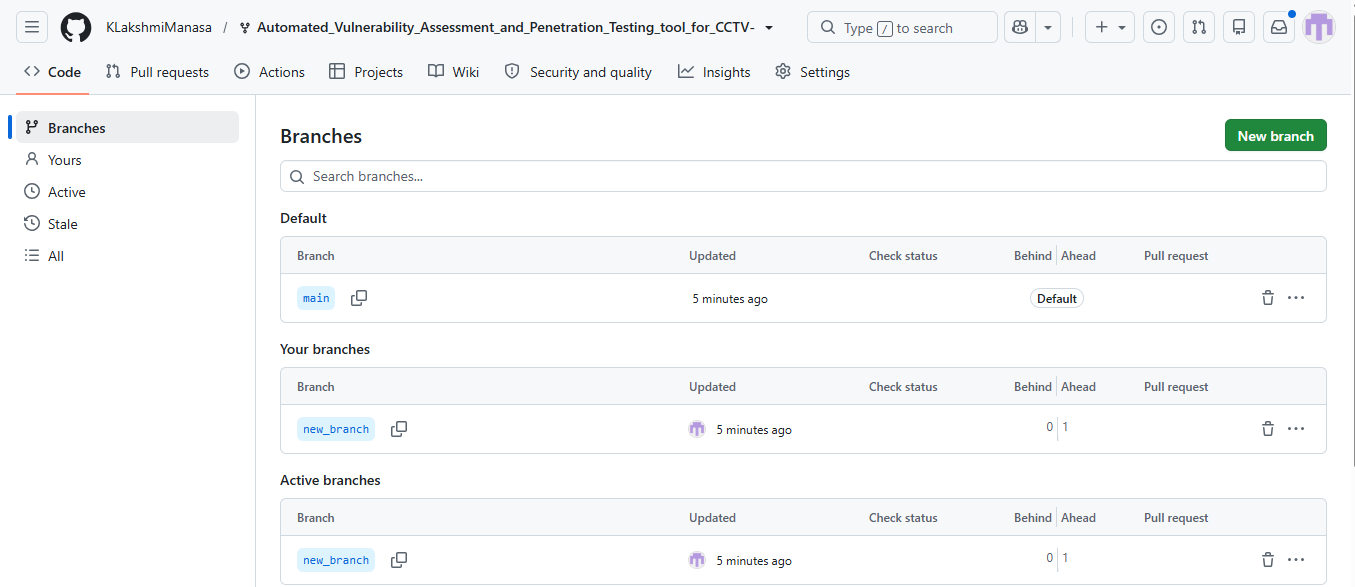 KLakshmiManasa / Automated_Vulnerability_Assessment_and_Penetration_Testing_tool_for_CCTV- Type / to search
Code Pull requests Actions Projects Wiki Security and quality Insights Settings
Branches
Yours
Active
Stale
All
Branches New branch
Search branches...
Default
Branch Updated Check status Behind Ahead Pull request
main 5 minutes ago Default
Your branches
Branch Updated Check status Behind Ahead Pull request
new_branch 5 minutes ago 0 1
Active branches
Branch Updated Check status Behind Ahead Pull request
new_branch 5 minutes ago 0 1